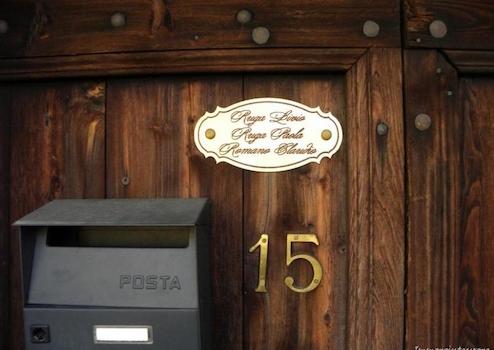 Ruga Livio
Ruga Paola
Romano Claudio
15
POSTA